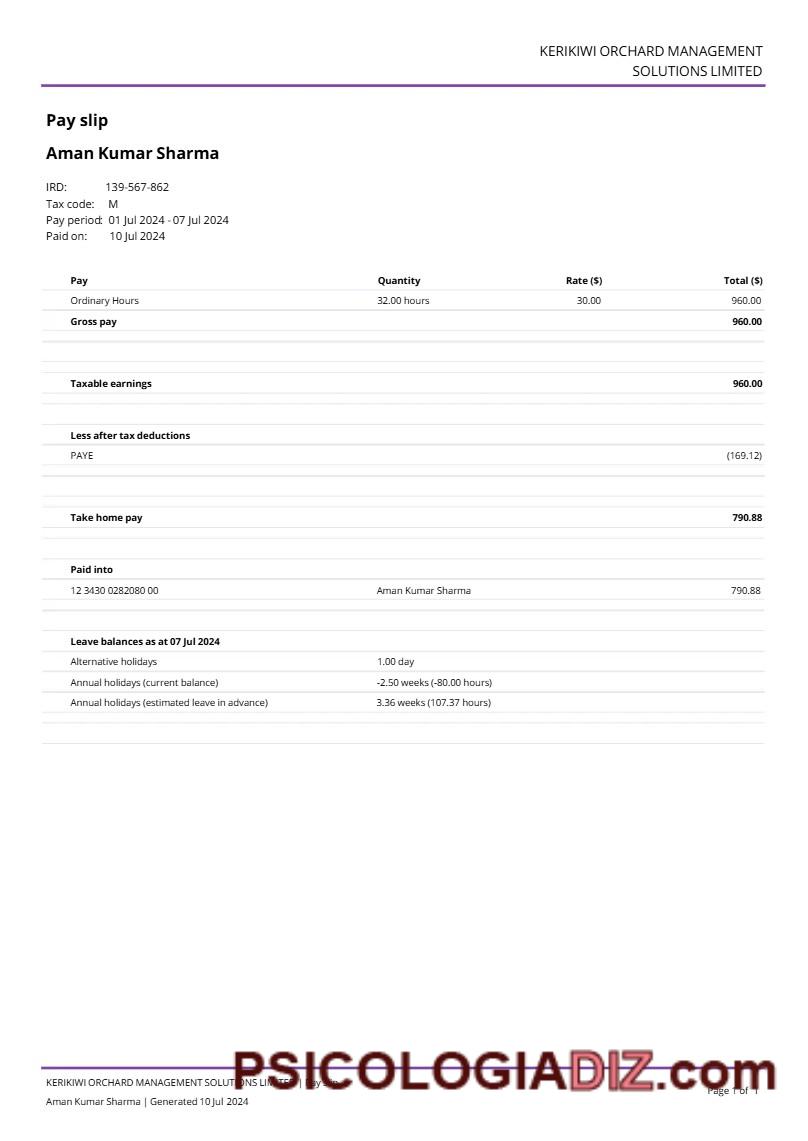 KERIKIWI ORCHARD MANAGEMENT
SOLUTIONS LIMITED
Pay slip
Aman Kumar Sharma
IRD: 139-567-862
Tax code: M
Pay period: 01 Jul 2024 - 07 Jul 2024
Paid on: 10 Jul 2024
Pay Quantity Rate ($) Total ($)
Ordinary Hours 32.00 hours 30.00 960.00
Gross pay 960.00
Taxable earnings 960.00
Less after tax deductions
PAYE (169.12)
Take home pay 790.88
Paid into
12 3430 0282080 00 Aman Kumar Sharma 790.88
Leave balances as at 07 Jul 2024
Alternative holidays 1.00 day
Annual holidays (current balance) -2.50 weeks (-80.00 hours)
Annual holidays (estimated leave in advance) 3.36 weeks (107.37 hours)
PSICOLOGIADIZ.com
KERIKIWI ORCHARD MANAGEMENT SOLUTIONS LIMITED | Pay slip
Page 1 of 1
Aman Kumar Sharma | Generated 10 Jul 2024